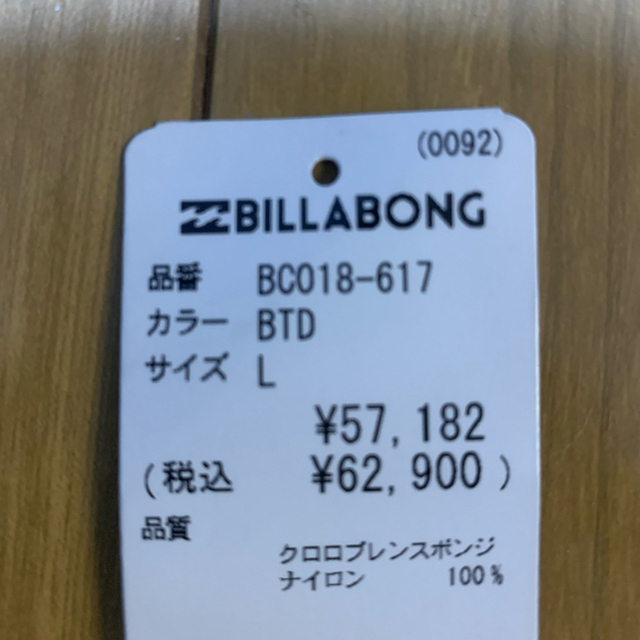 (0092)
BILLABONG
品番 BC018-617
カラー BTD
サイズ L
¥57,182
(税込 ¥62,900)
品質
クロロプレンスポンジ
ナイロン 100%